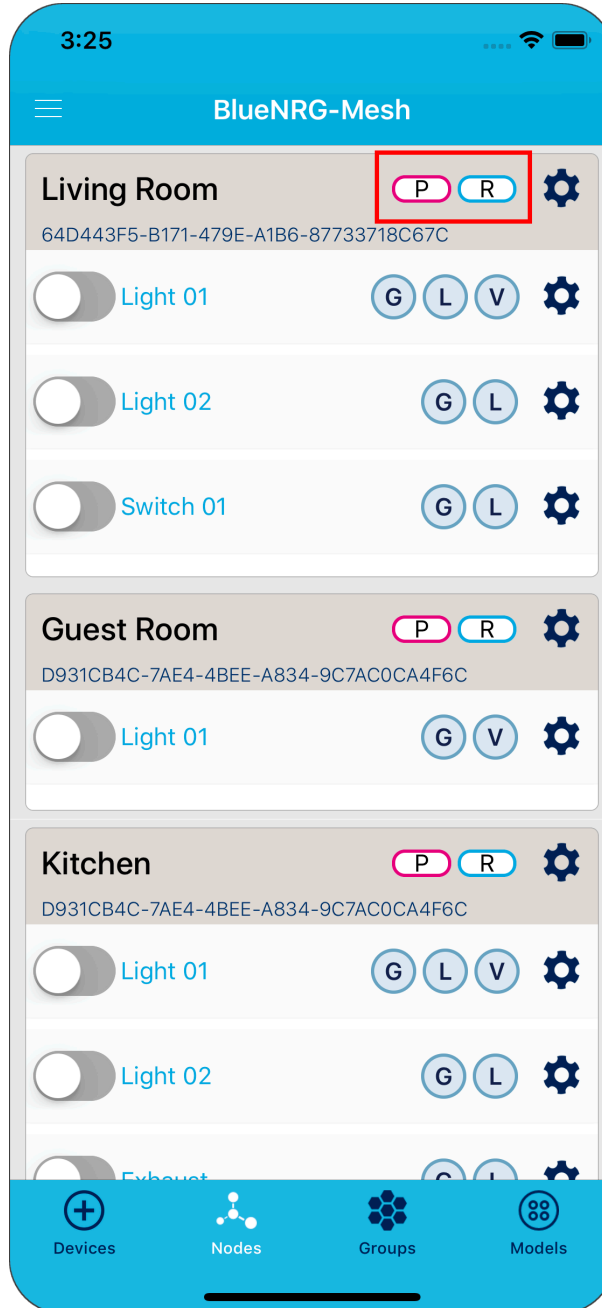 3:25
BlueNRG-Mesh
Living Room P R
64D443F5-B171-479E-A1B6-87733718C67C
Light 01 G L V
Light 02 G L
Switch 01 G L
Guest Room P R
D931CB4C-7AE4-4BEE-A834-9C7AC0CA4F6C
Light 01 G V
Kitchen P R
D931CB4C-7AE4-4BEE-A834-9C7AC0CA4F6C
Light 01 G L V
Light 02 G L
Exhaust G L
Devices Nodes Groups Models